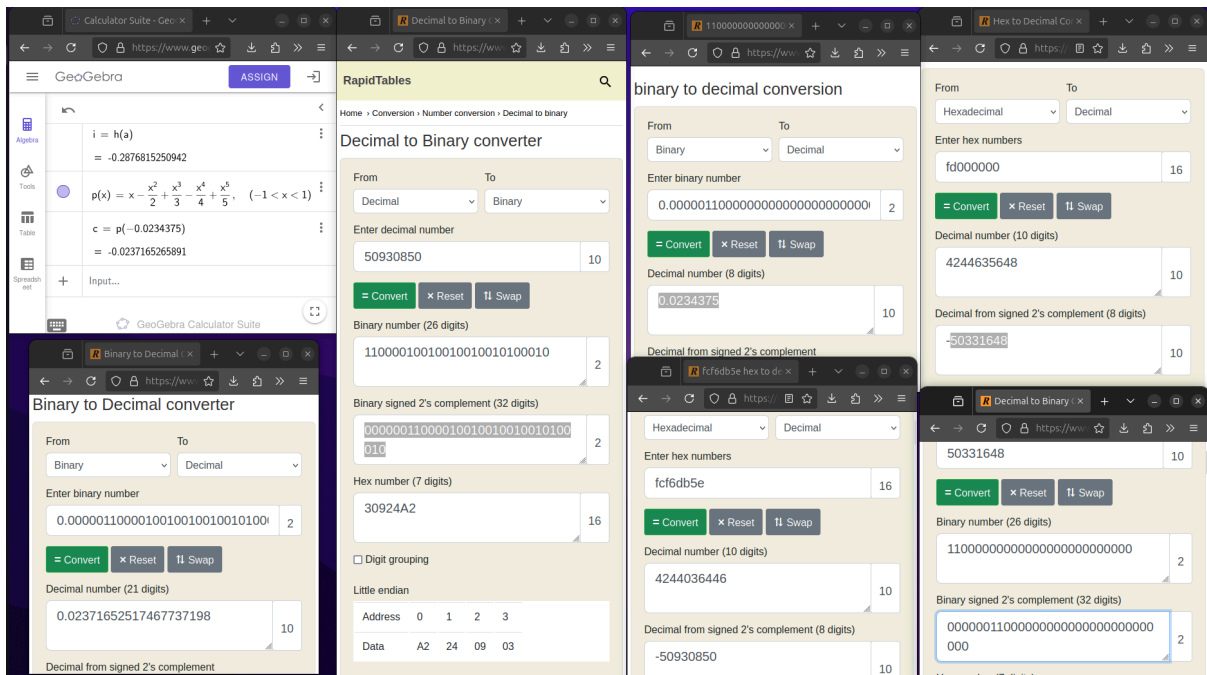 Calculator Suite - Geo
https://www.geo
GeoGebra
ASSIGN
Algebra
Tools
Table
Spreadsh
eet
i = h(a)
= -0.2876815250942
p(x) = x − x²/2 + x³/3 − x⁴/4 + x⁵/5, (−1 < x < 1)
c = p(−0.0234375)
= -0.0237165265891
Input...
GeoGebra Calculator Suite
Binary to Decimal C
https://ww
Binary to Decimal converter
From
To
Binary
Decimal
Enter binary number
0.00000110000100100100100101000
2
= Convert
× Reset
Swap
Decimal number (21 digits)
0.02371652517467737198
10
Decimal from signed 2's complement
Decimal to Binary C
https://ww
RapidTables
Home › Conversion › Number conversion › Decimal to binary
Decimal to Binary converter
From
To
Decimal
Binary
Enter decimal number
50930850
10
= Convert
× Reset
Swap
Binary number (26 digits)
11000010010010010010100010
2
Binary signed 2's complement (32 digits)
00000011000010010010010010100
010
2
Hex number (7 digits)
30924A2
16
Digit grouping
Little endian
Address 0 1 2 3
Data A2 24 09 03
11000000000000
https://ww
binary to decimal conversion
From
To
Binary
Decimal
Enter binary number
2
= Convert
× Reset
Swap
Decimal number (8 digits)
0.0234375
10
Decimal from signed 2's complement
fcf6db5e hex to de
https://
Hexadecimal
Decimal
Enter hex numbers
fcf6db5e
16
= Convert
× Reset
Swap
Decimal number (10 digits)
4244036446
10
Decimal from signed 2's complement (8 digits)
-50930850
10
Hex to Decimal Co
https://
From
To
Hexadecimal
Decimal
Enter hex numbers
fd000000
16
= Convert
× Reset
Swap
Decimal number (10 digits)
4244635648
10
Decimal from signed 2's complement (8 digits)
-50331648
10
Decimal to Binary C
https://ww
50331648
10
= Convert
× Reset
Swap
Binary number (26 digits)
11000000000000000000000000
2
Binary signed 2's complement (32 digits)
00000011000000000000000000000
000
2